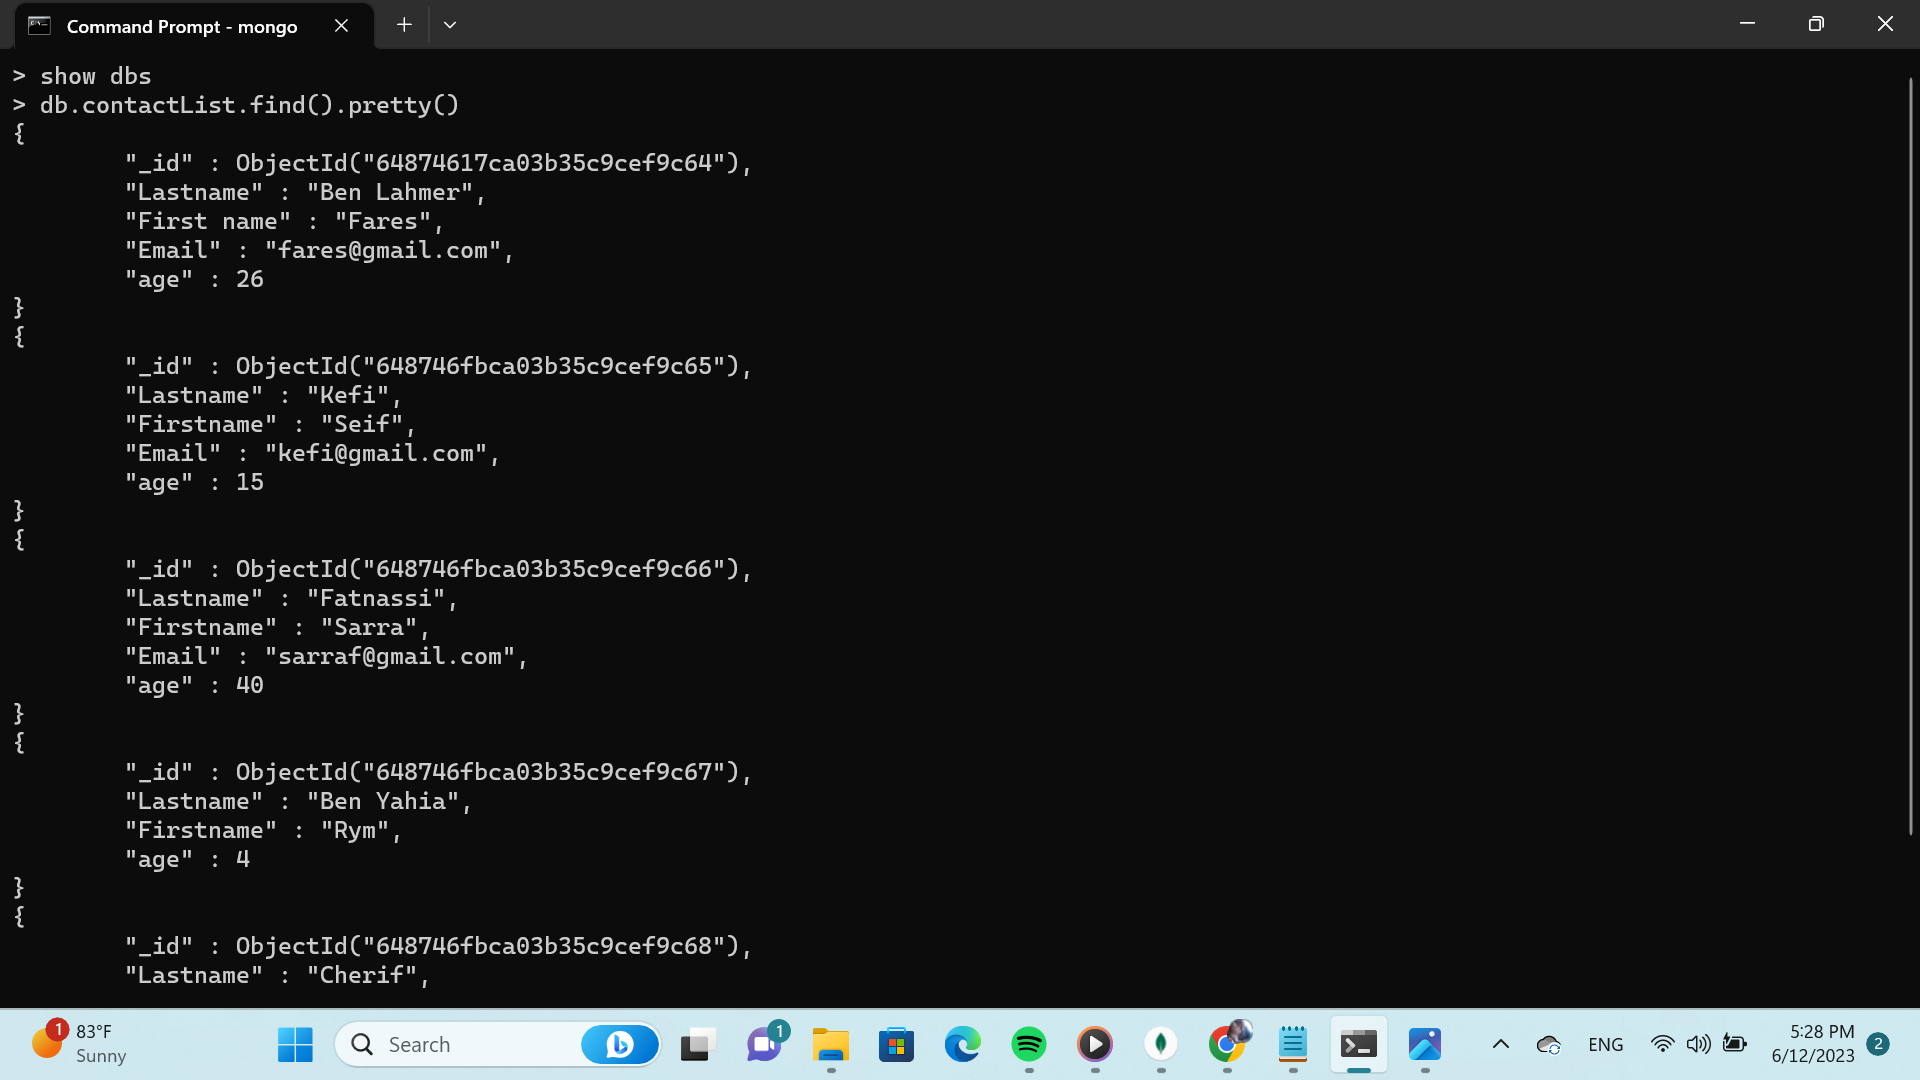 Command Prompt - mongo
> show dbs
> db.contactList.find().pretty()
{
"_id" : ObjectId("64874617ca03b35c9cef9c64"),
"Lastname" : "Ben Lahmer",
"First name" : "Fares",
"Email" : "fares@gmail.com",
"age" : 26
}
{
"_id" : ObjectId("648746fbca03b35c9cef9c65"),
"Lastname" : "Kefi",
"Firstname" : "Seif",
"Email" : "kefi@gmail.com",
"age" : 15
}
{
"_id" : ObjectId("648746fbca03b35c9cef9c66"),
"Lastname" : "Fatnassi",
"Firstname" : "Sarra",
"Email" : "sarraf@gmail.com",
"age" : 40
}
{
"_id" : ObjectId("648746fbca03b35c9cef9c67"),
"Lastname" : "Ben Yahia",
"Firstname" : "Rym",
"age" : 4
}
{
"_id" : ObjectId("648746fbca03b35c9cef9c68"),
"Lastname" : "Cherif",
1
83°F
Sunny
Search
1
ENG
5:28 PM
6/12/2023
2